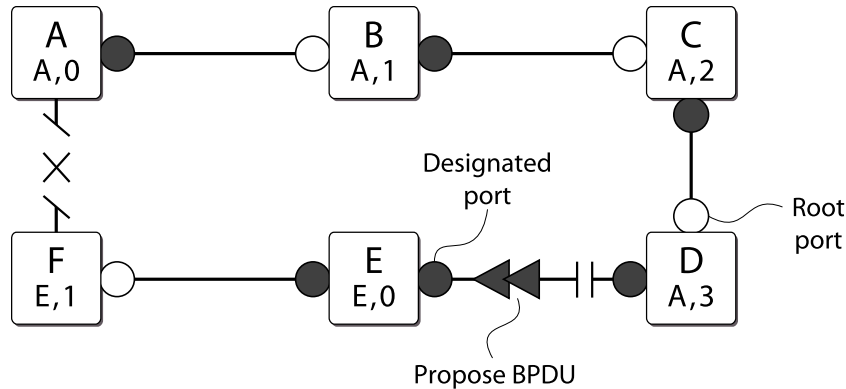 A
A,0
B
A,1
C
A,2
Designated
port
Root
port
F
E,1
E
E,0
D
A,3
Propose BPDU